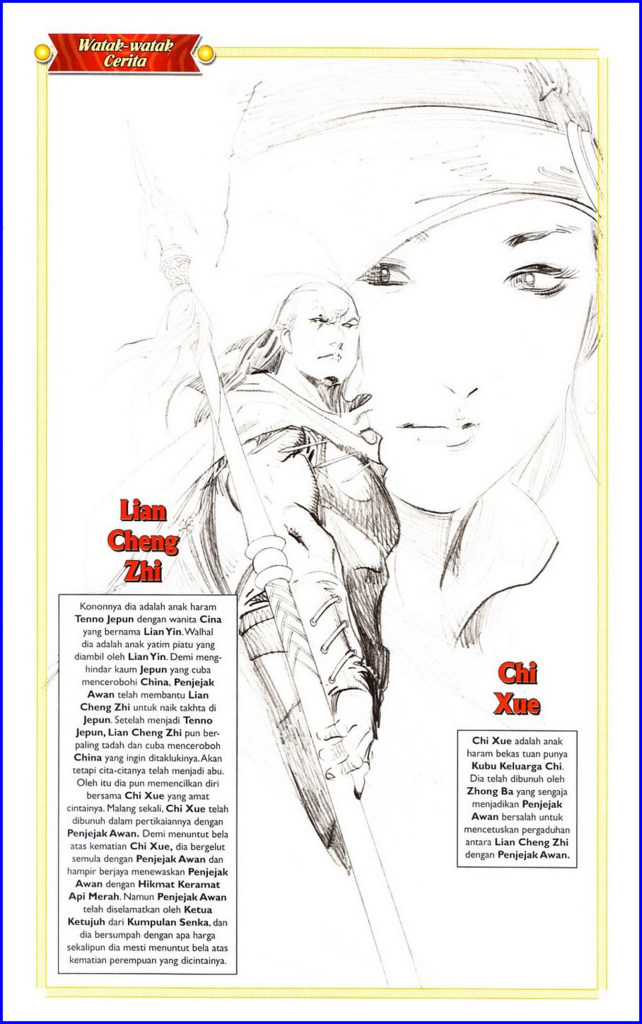 Watak-watak
Cerita
Lian
Cheng
Zhi
Kononnya dia adalah anak haram
Tenno Jepun dengan wanita Cina
yang bernama Lian Yin. Walhal
dia adalah anak yatim piatu yang
diambil oleh Lian Yin. Demi meng-
hindar kaum Jepun yang cuba
mencerobohi China, Penjejak
Awan telah membantu Lian
Cheng Zhi untuk naik takhta di
Jepun. Setelah menjadi Tenno
Jepun, Lian Cheng Zhi pun ber-
paling tadah dan cuba menceroboh
China yang ingin ditaklukinya. Akan
tetapi cita-citanya telah menjadi abu.
Oleh itu dia pun memencilkan diri
bersama Chi Xue yang amat
cintainya. Malang sekali, Chi Xue telah
dibunuh dalam pertikaiannya dengan
Penjejak Awan. Demi menuntut bela
atas kematian Chi Xue, dia bergelut
semula dengan Penjejak Awan dan
hampir berjaya menewaskan Penjejak
Awan dengan Hikmat Keramat
Api Merah. Namun Penjejak Awan
telah diselamatkan oleh Ketua
Ketujuh dari Kumpulan Senka, dan
dia bersumpah dengan apa harga
sekalipun dia mesti menuntut bela atas
kematian perempuan yang dicintainya.
Chi
Xue
Chi Xue adalah anak
haram bekas tuan punya
Kubu Keluarga Chi.
Dia telah dibunuh oleh
Zhong Ba yang sengaja
menjadikan Penjejak
Awan bersalah untuk
mencetuskan pergaduhan
antara Lian Cheng Zhi
dengan Penjejak Awan.